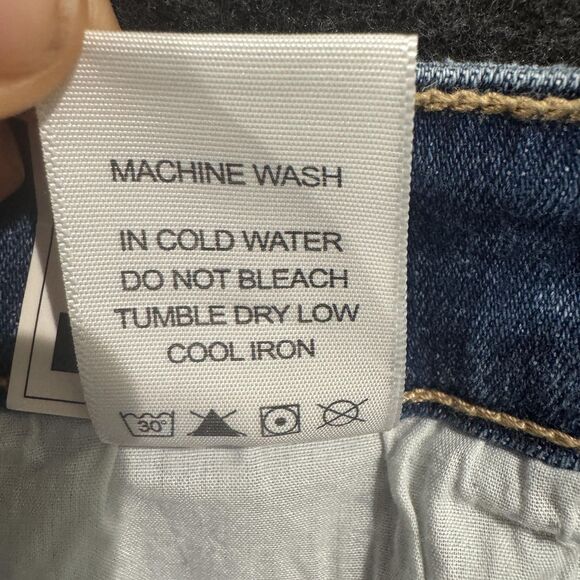 MACHINE WASH
IN COLD WATER
DO NOT BLEACH
TUMBLE DRY LOW
COOL IRON
30°